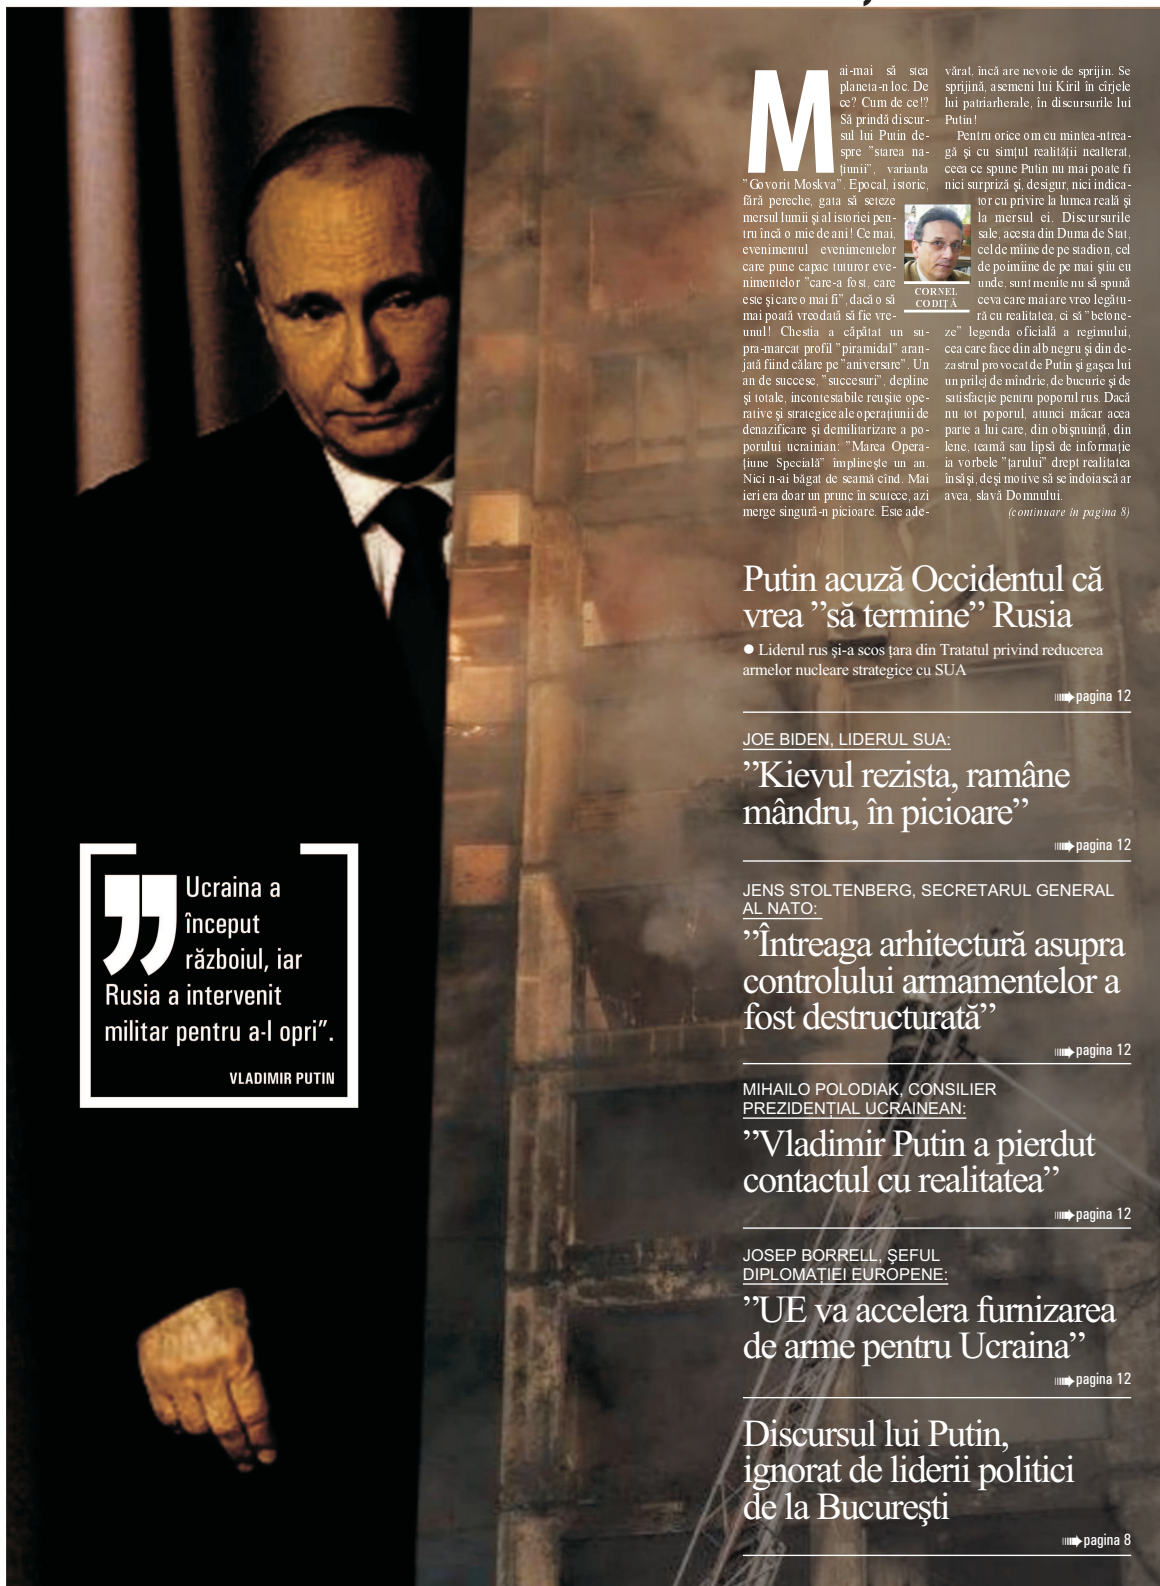 Mai-mai să stea
planeta-n loc. De
ce? Cum de ce!?
Să prindă discur-
sul lui Putin de-
spre ”starea na-
țiunii”, varianta
”Govorit Moskva”. Epocal, istoric,
fără pereche, gata să seteze
mersul lumii și al istoriei pen-
tru încă o mie de ani! Ce mai,
evenimentul evenimentelor
care pune capac tuturor eve-
nimentelor ”care-a fost, care
este și care o mai fi”, dacă o să
mai poată vreodată să fie vre-
unul! Chestia a căpătat un su-
pra-marcat profil ”piramidal” aran-
jată fiind călare pe ”aniversare”. Un
an de succese, ”succesuri”, depline
și totale, incontestabile reușite ope-
rative și strategice ale operațiunii de
denazificare și demilitarizare a po-
porului ucrainian: ”Marea Opera-
țiune Specială” împlinește un an.
Nici n-ai băgat de seamă cînd. Mai
ieri era doar un prunc în scutece, azi
merge singură-n picioare. Este ade-
vărat, încă are nevoie de sprijin. Se
sprijină, asemeni lui Kiril în cîrjele
lui patriarherale, în discursurile lui
Putin!
Pentru orice om cu mintea-ntrea-
gă și cu simțul realității nealterat,
ceea ce spune Putin nu mai poate fi
nici surpriză și, desigur, nici indica-
tor cu privire la lumea reală și
la mersul ei. Discursurile
sale, acesta din Duma de Stat,
cel de mîine de pe stadion, cel
de poimîine de pe mai știu eu
unde, sunt menite nu să spună
ceva care mai are vreo legătu-
ră cu realitatea, ci să ”betone-
ze” legenda oficială a regimului,
cea care face din alb negru și din de-
zastrul provocat de Putin și gașca lui
un prilej de mîndrie, de bucurie și de
satisfacție pentru poporul rus. Dacă
nu tot poporul, atunci măcar acea
parte a lui care, din obișnuință, din
lene, teamă sau lipsă de informație
ia vorbele ”țarului” drept realitatea
însăși, deși motive să se îndoiască ar
avea, slavă Domnului.
(continuare în pagina 8)
CORNEL
CODIȚĂ
Putin acuză Occidentul că
vrea ”să termine” Rusia
● Liderul rus și-a scos țara din Tratatul privind reducerea
armelor nucleare strategice cu SUA
pagina 12
JOE BIDEN, LIDERUL SUA:
”Kievul rezista, ramâne
mândru, în picioare”
pagina 12
JENS STOLTENBERG, SECRETARUL GENERAL
AL NATO:
”Întreaga arhitectură asupra
controlului armamentelor a
fost destructurată”
pagina 12
MIHAILO POLODIAK, CONSILIER
PREZIDENȚIAL UCRAINEAN:
”Vladimir Putin a pierdut
contactul cu realitatea”
pagina 12
JOSEP BORRELL, ŞEFUL
DIPLOMAȚIEI EUROPENE:
”UE va accelera furnizarea
de arme pentru Ucraina”
pagina 12
Discursul lui Putin,
ignorat de liderii politici
de la Bucureşti
pagina 8
” Ucraina a
început
războiul, iar
Rusia a intervenit
militar pentru a-l opri”.
VLADIMIR PUTIN